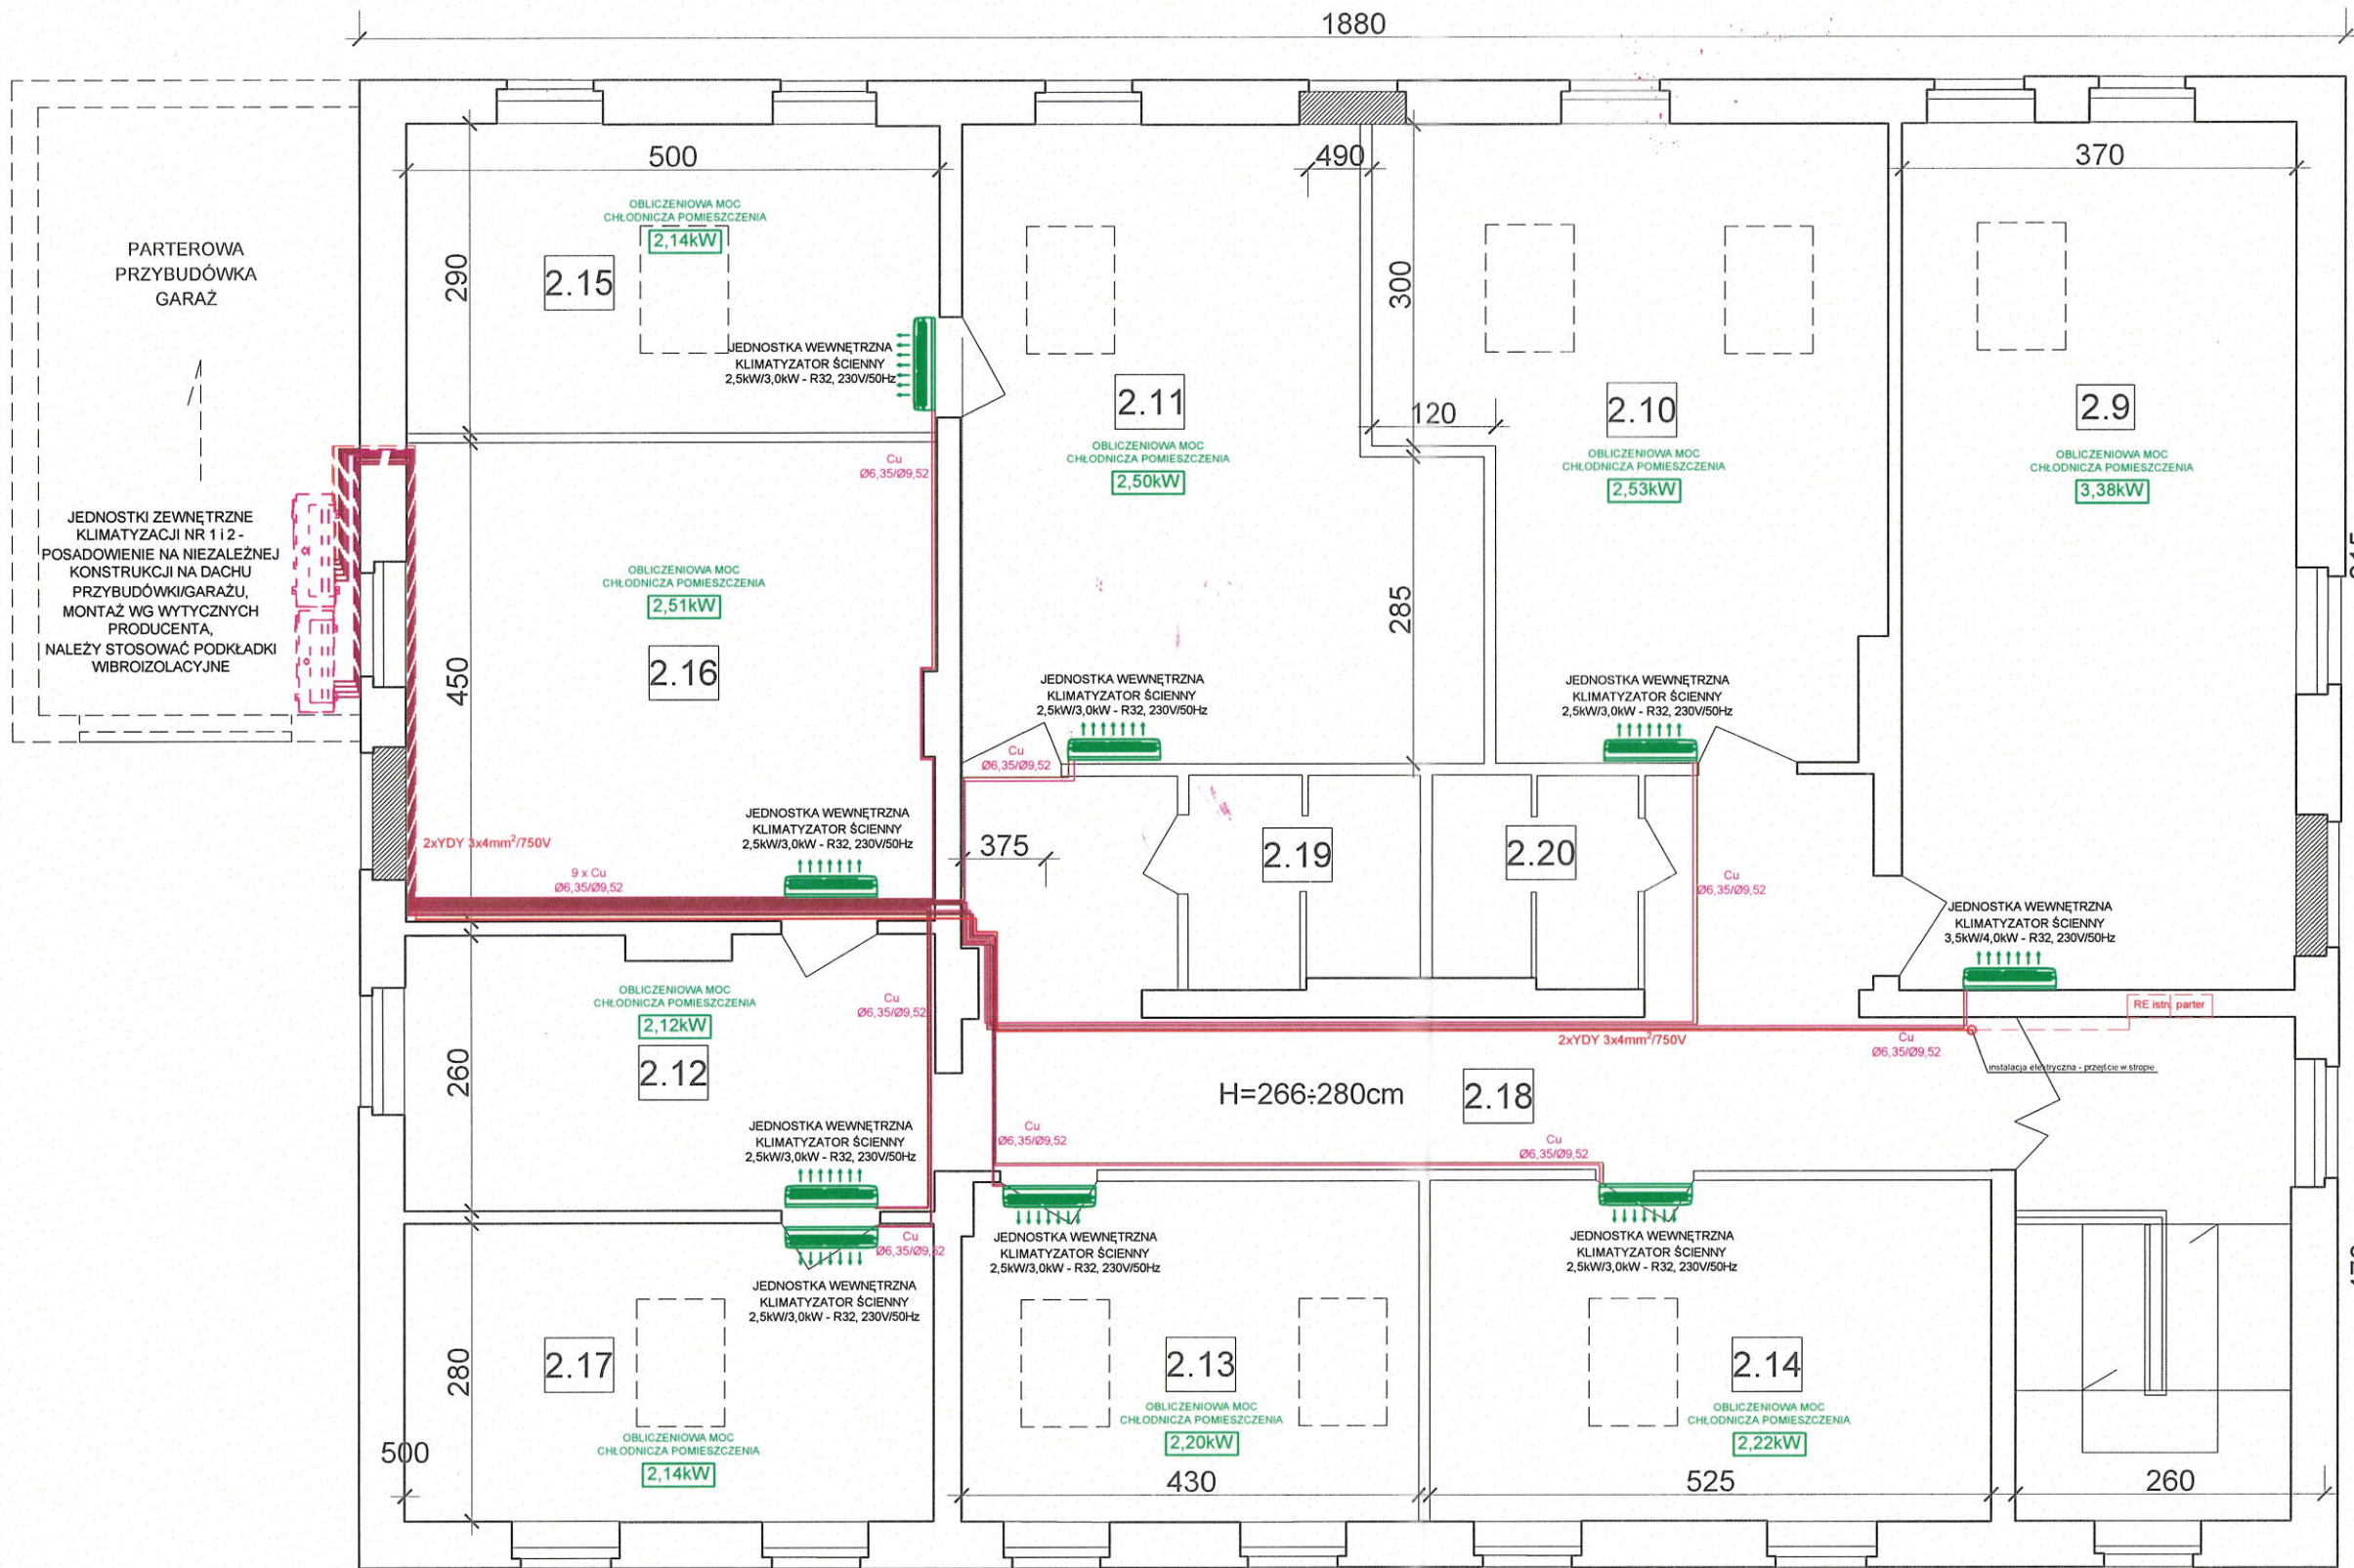 1880
500
490
370
OBLICZENIOWA MOC
CHŁODNICZA POMIESZCZENIA
2,14kW
2.15
290
PARTEROWA
PRZYBUDÓWKA
GARAŻ
JEDNOSTKA WEWNĘTRZNA
KLIMATYZATOR ŚCIENNY
2,5kW/3,0kW - R32, 230V/50Hz
300
2.11
OBLICZENIOWA MOC
CHŁODNICZA POMIESZCZENIA
2,50kW
120
2.10
OBLICZENIOWA MOC
CHŁODNICZA POMIESZCZENIA
2,53kW
2.9
OBLICZENIOWA MOC
CHŁODNICZA POMIESZCZENIA
3,38kW
Cu
Ø6,35/Ø9,52
JEDNOSTKI ZEWNĘTRZNE
KLIMATYZACJI NR 1 i 2 -
POSADOWIENIE NA NIEZALEŻNEJ
KONSTRUKCJI NA DACHU
PRZYBUDÓWKI/GARAŻU,
MONTAŻ WG WYTYCZNYCH
PRODUCENTA,
NALEŻY STOSOWAĆ PODKŁADKI
WIBROIZOLACYJNE
OBLICZENIOWA MOC
CHŁODNICZA POMIESZCZENIA
2,51kW
2.16
450
285
JEDNOSTKA WEWNĘTRZNA
KLIMATYZATOR ŚCIENNY
2,5kW/3,0kW - R32, 230V/50Hz
JEDNOSTKA WEWNĘTRZNA
KLIMATYZATOR ŚCIENNY
2,5kW/3,0kW - R32, 230V/50Hz
Cu
Ø6,35/Ø9,52
JEDNOSTKA WEWNĘTRZNA
KLIMATYZATOR ŚCIENNY
2,5kW/3,0kW - R32, 230V/50Hz
2xYDY 3x4mm²/750V
9 x Cu
Ø6,35/Ø9,52
375
2.19
2.20
Cu
Ø6,35/Ø9,52
JEDNOSTKA WEWNĘTRZNA
KLIMATYZATOR ŚCIENNY
3,5kW/4,0kW - R32, 230V/50Hz
OBLICZENIOWA MOC
CHŁODNICZA POMIESZCZENIA
2,12kW
2.12
260
Cu
Ø6,35/Ø9,52
RE istn. parter
2xYDY 3x4mm²/750V
Cu
Ø6,35/Ø9,52
instalacja elektryczna - przejście w stropie
H=266÷280cm
2.18
JEDNOSTKA WEWNĘTRZNA
KLIMATYZATOR ŚCIENNY
2,5kW/3,0kW - R32, 230V/50Hz
Cu
Ø6,35/Ø9,52
Cu
Ø6,35/Ø9,52
Cu
Ø6,35/Ø9,52
JEDNOSTKA WEWNĘTRZNA
KLIMATYZATOR ŚCIENNY
2,5kW/3,0kW - R32, 230V/50Hz
JEDNOSTKA WEWNĘTRZNA
KLIMATYZATOR ŚCIENNY
2,5kW/3,0kW - R32, 230V/50Hz
JEDNOSTKA WEWNĘTRZNA
KLIMATYZATOR ŚCIENNY
2,5kW/3,0kW - R32, 230V/50Hz
280
2.17
OBLICZENIOWA MOC
CHŁODNICZA POMIESZCZENIA
2,14kW
2.13
OBLICZENIOWA MOC
CHŁODNICZA POMIESZCZENIA
2,20kW
2.14
OBLICZENIOWA MOC
CHŁODNICZA POMIESZCZENIA
2,22kW
500
430
525
260